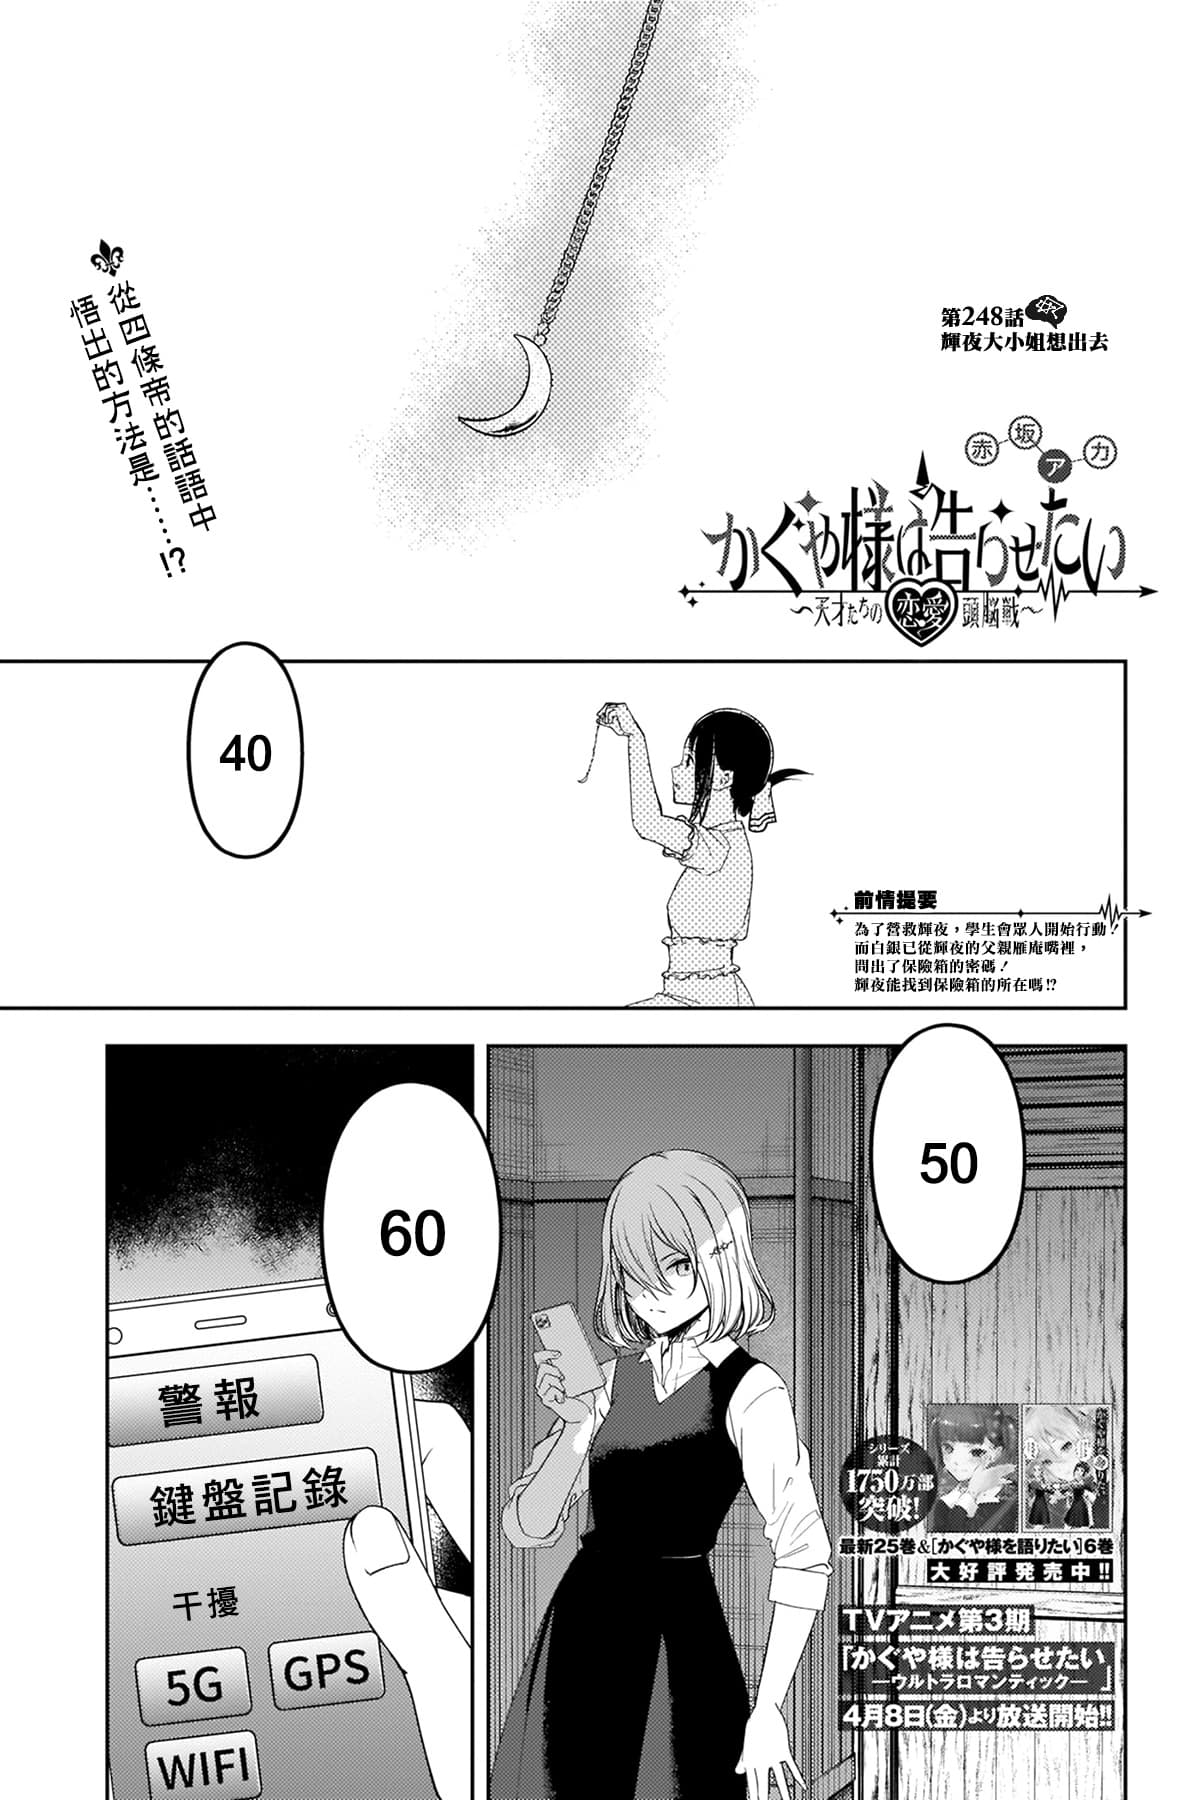 第248話
輝夜大小姐想出去
赤坂アカ
かぐや様は告らせたい
〜天才たちの恋愛頭脳戦〜
從四條帝的話語中
悟出的方法是……!?
40
前情提要
為了營救輝夜，學生會眾人開始行動！
而白銀已從輝夜的父親雁庵嘴裡，
問出了保險箱的密碼！
輝夜能找到保險箱的所在嗎!?
50
シリーズ
累計
1750万部
突破!
最新25巻&[かぐや様を語りたい]6巻
大好評発売中!!
TVアニメ第3期
「かぐや様は告らせたい
―ウルトラロマンティック―」
4月8日(金)より放送開始!!
60
警報
鍵盤記錄
干擾
5G
GPS
WIFI